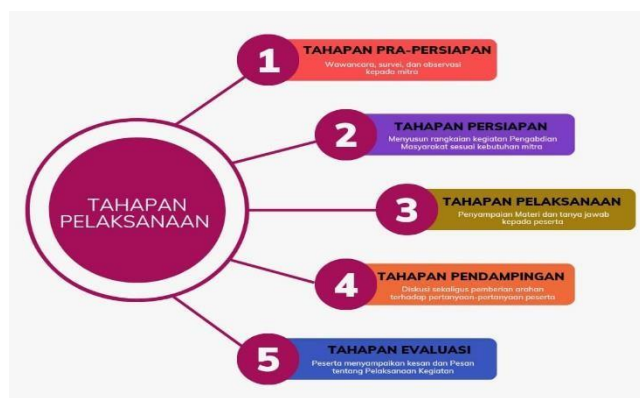 1
TAHAPAN PRA-PERSIAPAN
Wawancara, survei, dan observasi
kepada mitra
2
TAHAPAN PERSIAPAN
Menyusun rangkaian kegiatan Pengabdian
Masyarakat sesuai kebutuhan mitra
TAHAPAN
PELAKSANAAN
3
TAHAPAN PELAKSANAAN
Penyampaian Materi dan tanya jawab
kepada peserta
4
TAHAPAN PENDAMPINGAN
Diskusi sekaligus pemberian arahan
terhadap pertanyaan-pertanyaan peserta
5
TAHAPAN EVALUASI
Peserta menyampaikan kesan dan Pesan
tentang Pelaksanaan Kegiatan